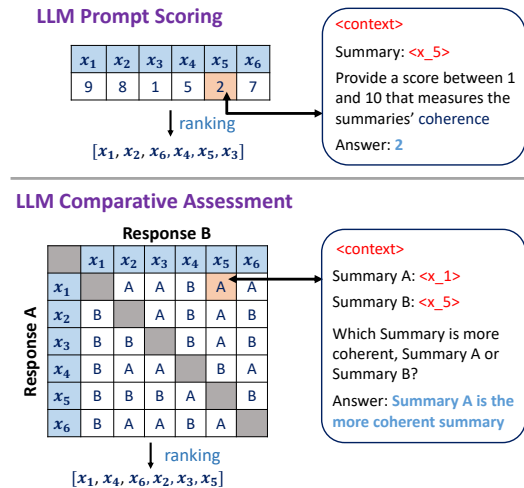 LLM Prompt Scoring
x₁ x₂ x₃ x₄ x₅ x₆
9 8 1 5 2 7
ranking
[x₁, x₂, x₆, x₄, x₅, x₃]
<context>
Summary: <x_5>
Provide a score between 1
and 10 that measures the
summaries' coherence
Answer: 2
LLM Comparative Assessment
Response B
Response A
x₁ x₂ x₃ x₄ x₅ x₆
x₁ A A B A A
x₂ B A B A B
x₃ B B B A B
x₄ B A A B A
x₅ B B B A B
x₆ B A A B A
ranking
[x₁, x₄, x₆, x₂, x₃, x₅]
<context>
Summary A: <x_1>
Summary B: <x_5>
Which Summary is more
coherent, Summary A or
Summary B?
Answer: Summary A is the
more coherent summary